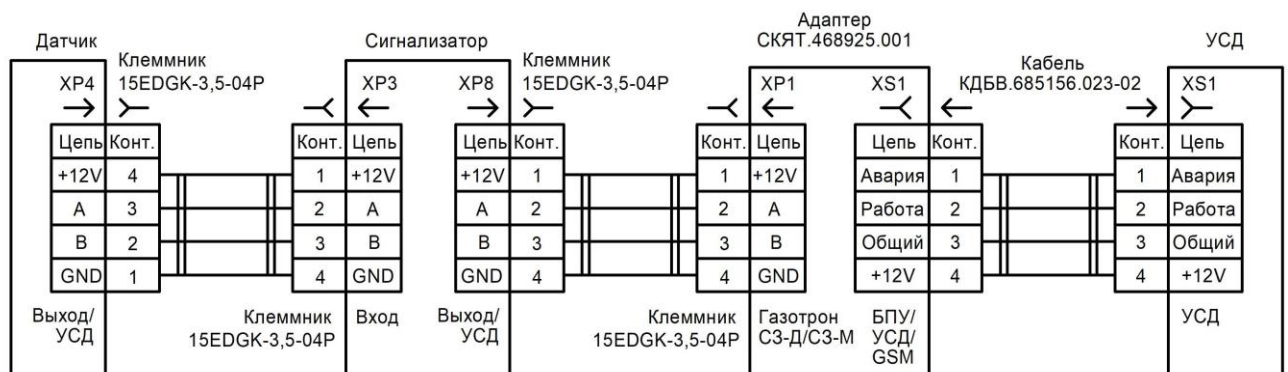 Датчик
Сигнализатор
Адаптер
СКЯТ.468925.001
УСД
Клеммник
15EDGK-3,5-04P
Клеммник
15EDGK-3,5-04P
Кабель
КДБВ.685156.023-02
XP4
XP3
XP8
XP1
XS1
XS1
Цепь Конт. Конт. Цепь Цепь Конт. Конт. Цепь Цепь Конт. Конт. Цепь
+12V 4 1 +12V +12V 1 1 +12V Авария 1 1 Авария
A 3 2 A A 2 2 A Работа 2 2 Работа
B 2 3 B B 3 3 B Общий 3 3 Общий
GND 1 4 GND GND 4 4 GND +12V 4 4 +12V
Выход/
УСД
Клеммник
15EDGK-3,5-04P
Вход
Выход/
УСД
Клеммник
15EDGK-3,5-04P
Газотрон
СЗ-Д/СЗ-М
БПУ/
УСД/
GSM
УСД